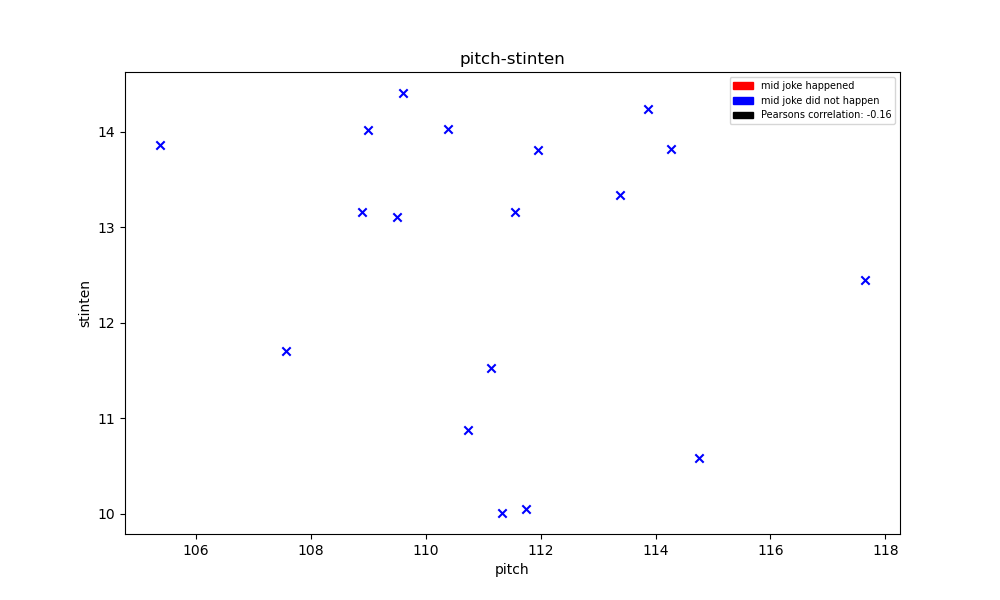 pitch-stinten
mid joke happened
mid joke did not happen
Pearsons correlation: -0.16
stinten
14
13
12
11
10
106 108 110 112 114 116 118
pitch